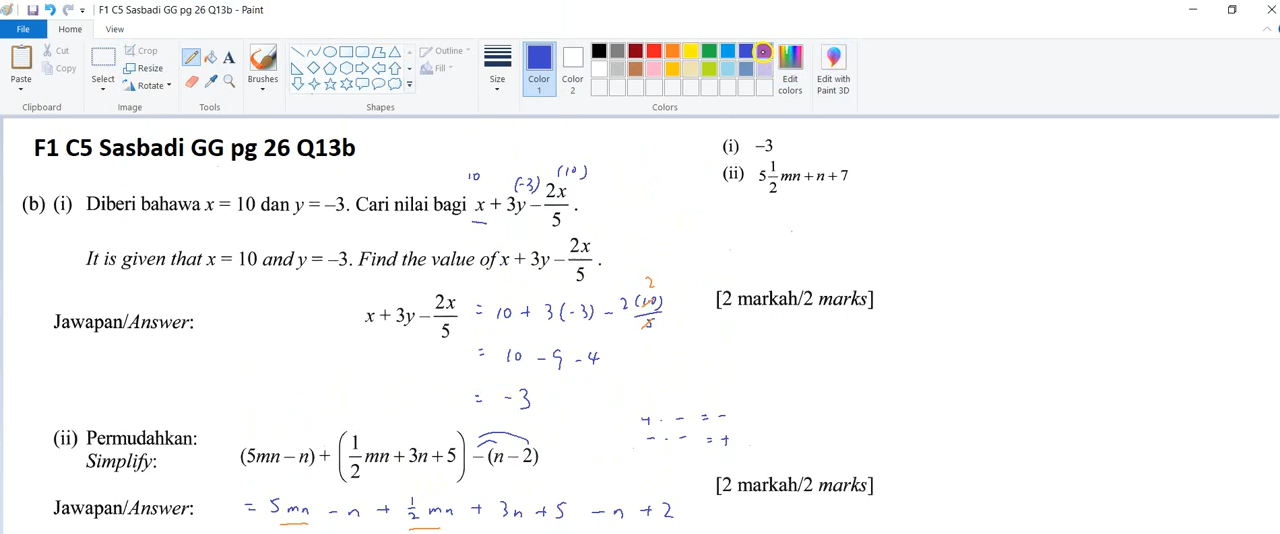 F1 C5 Sasbadi GG pg 26 Q13b - Paint
File Home View
Paste Cut Copy Clipboard
Select Crop Resize Rotate Image
Tools
Brushes
Shapes Outline Fill
Size
Color 1 Color 2 Colors
Edit colors
Edit with Paint 3D
F1 C5 Sasbadi GG pg 26 Q13b
(i) −3
(ii) 5 1/2 mn + n + 7
10 (-3) (10)
(b) (i) Diberi bahawa x = 10 dan y = −3. Cari nilai bagi x + 3y − 2x/5 .
It is given that x = 10 and y = −3. Find the value of x + 3y − 2x/5 .
[2 markah/2 marks]
Jawapan/Answer: x + 3y − 2x/5 = 10 + 3(-3) - 2(10)/5
2
= 10 - 9 - 4
= -3
+ . - = -
- . - = +
(ii) Permudahkan:
Simplify: (5mn − n) + (1/2 mn + 3n + 5) − (n − 2)
[2 markah/2 marks]
Jawapan/Answer: = 5mn - n + 1/2 mn + 3n + 5 - n + 2